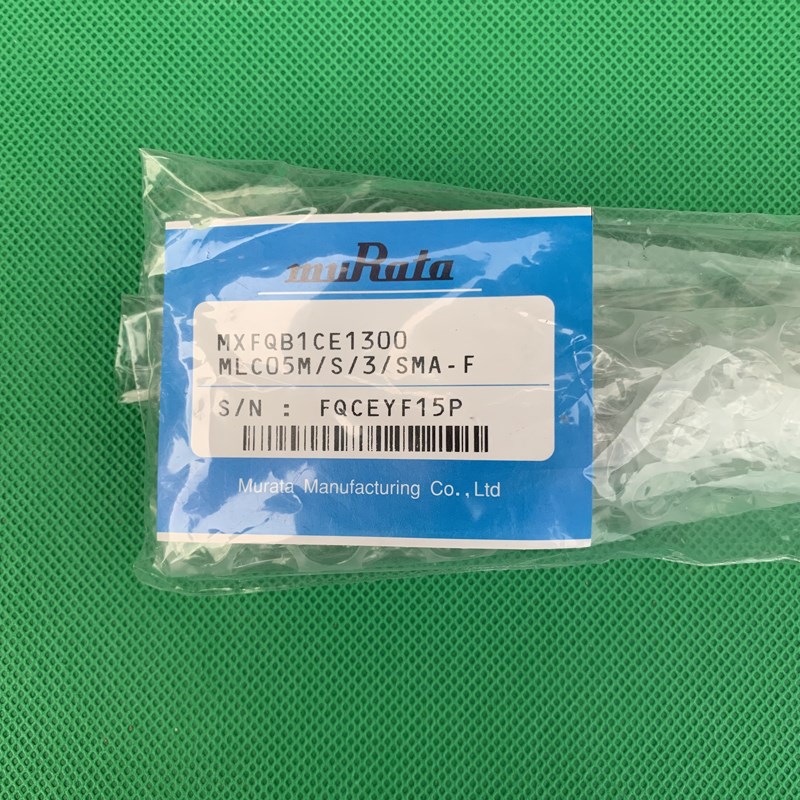 muRata
MXFQB1CE1300
MLC05M/S/3/SMA-F
S/N : FQCEYF15P
Murata Manufacturing Co.,Ltd